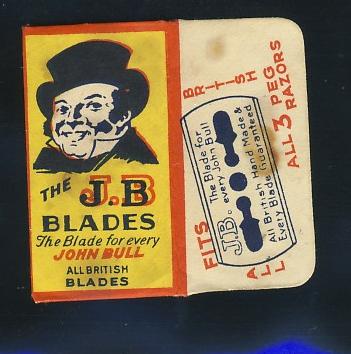 THE J.B
BLADES
The Blade for every
JOHN BULL
ALL BRITISH
BLADES
BRITISH
FITS ALL
ALL 3 PEG
RAZORS
The Blade for
J.B. every John Bull
All British Hand Made &
Every Blade Guaranteed